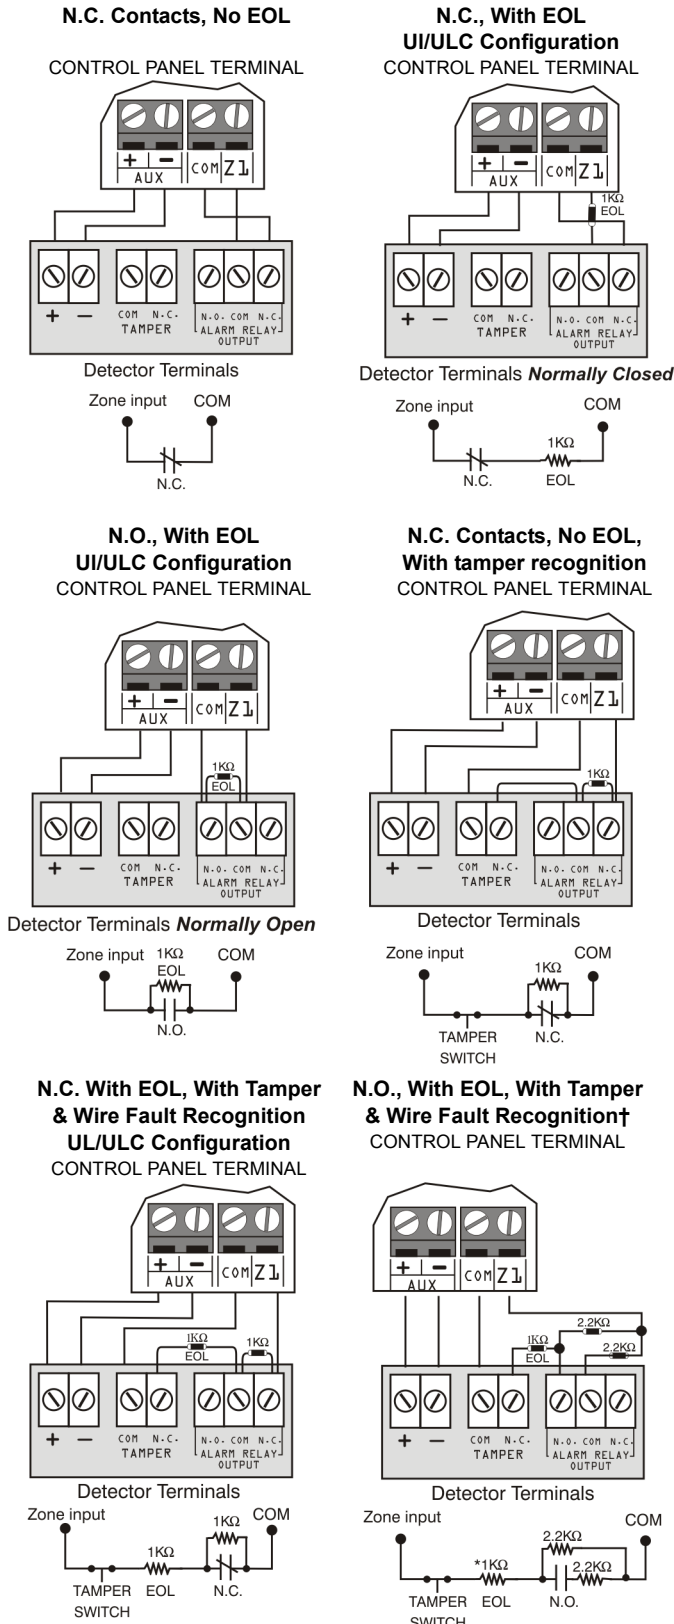 N.C. Contacts, No EOL
CONTROL PANEL TERMINAL
+ −
AUX
COM Z1
+ − COM N.C. N.O. COM N.C.
TAMPER ALARM RELAY
OUTPUT
Detector Terminals
Zone input COM
N.C.
N.C., With EOL
UI/ULC Configuration
CONTROL PANEL TERMINAL
+ −
AUX
COM Z1
1KΩ
EOL
+ − COM N.C. N.O. COM N.C.
TAMPER ALARM RELAY
OUTPUT
Detector Terminals Normally Closed
Zone input COM
1KΩ
N.C. EOL
N.O., With EOL
UI/ULC Configuration
CONTROL PANEL TERMINAL
+ −
AUX
COM Z1
1KΩ
EOL
+ − COM N.C. N.O. COM N.C.
TAMPER ALARM RELAY
OUTPUT
Detector Terminals Normally Open
Zone input 1KΩ COM
EOL
N.O.
N.C. Contacts, No EOL,
With tamper recognition
CONTROL PANEL TERMINAL
+ −
AUX
COM Z1
1KΩ
+ − COM N.C. N.O. COM N.C.
TAMPER ALARM RELAY
OUTPUT
Detector Terminals
Zone input COM
1KΩ
TAMPER N.C.
SWITCH
N.C. With EOL, With Tamper
& Wire Fault Recognition
UL/ULC Configuration
CONTROL PANEL TERMINAL
+ −
AUX
COM Z1
1KΩ 1KΩ
EOL
+ − COM N.C. N.O. COM N.C.
TAMPER ALARM RELAY
OUTPUT
Detector Terminals
Zone input COM
1KΩ
1KΩ
TAMPER EOL N.C.
SWITCH
N.O., With EOL, With Tamper
& Wire Fault Recognition†
CONTROL PANEL TERMINAL
+ −
AUX
COM Z1
2.2KΩ
1KΩ 2.2KΩ
EOL
+ − COM N.C. N.O. COM N.C.
TAMPER ALARM RELAY
OUTPUT
Detector Terminals
Zone input COM
2.2KΩ
*1KΩ 2.2KΩ
TAMPER EOL N.O.
SWITCH